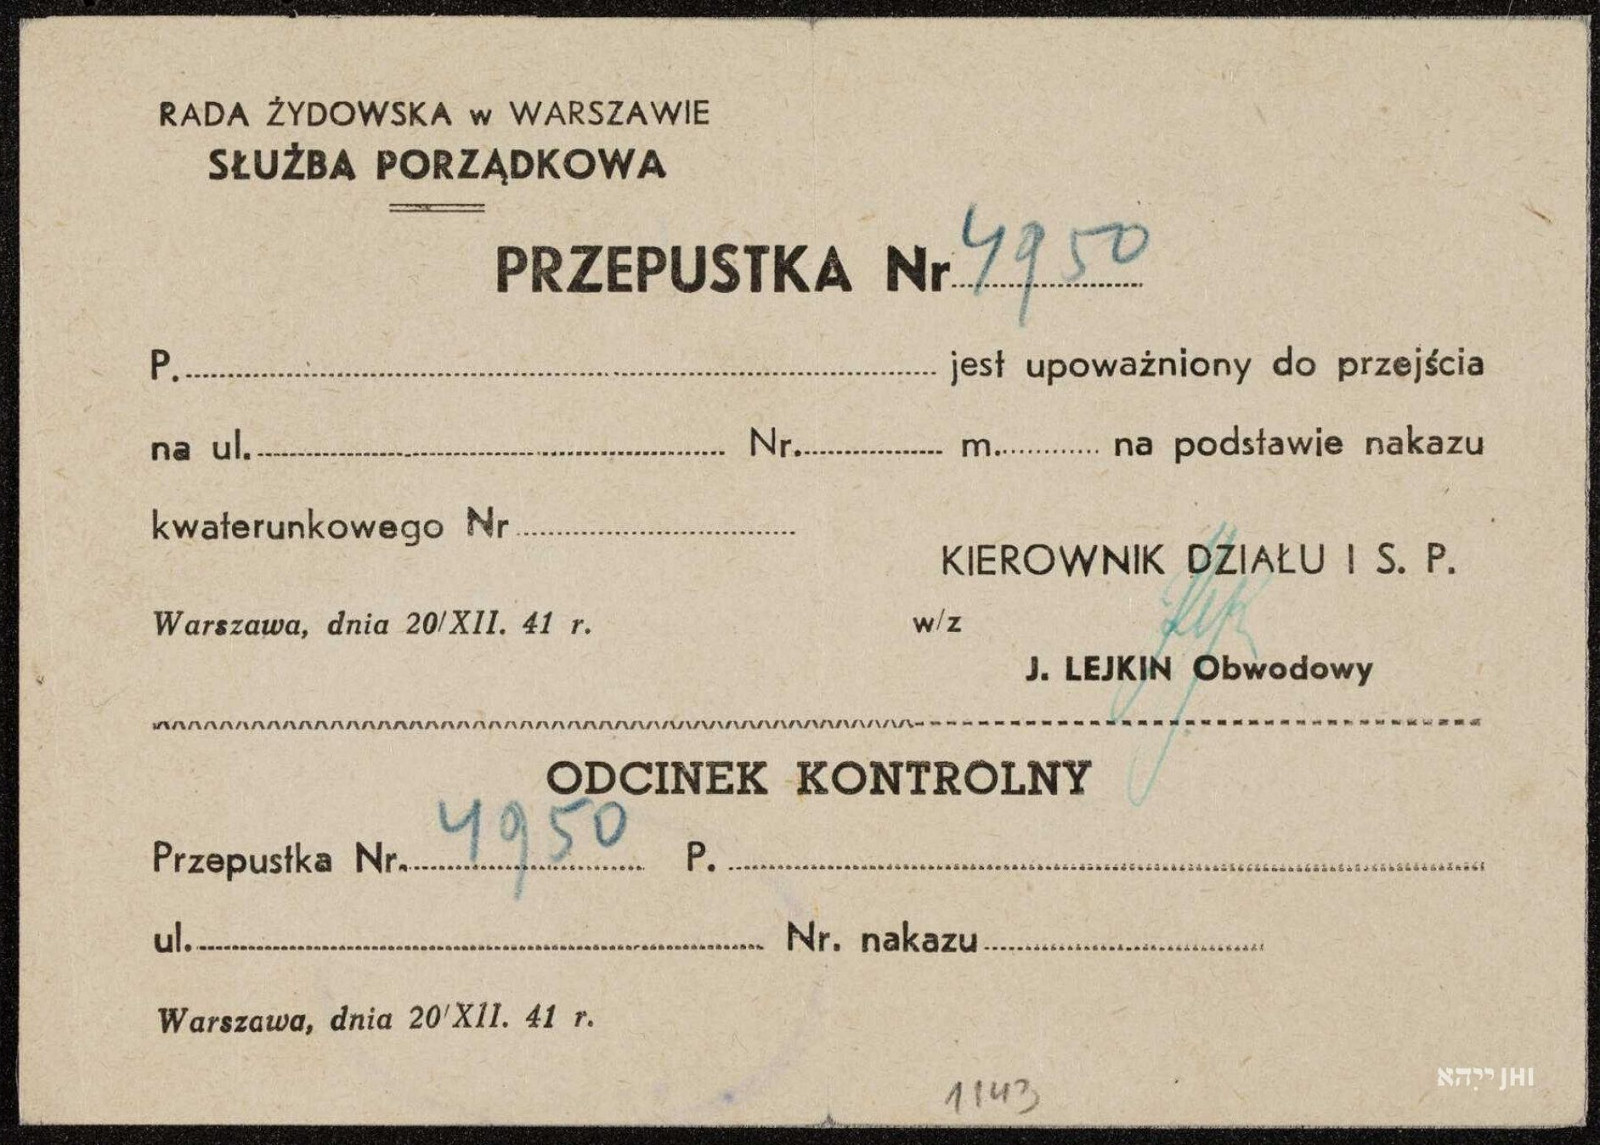 RADA ŻYDOWSKA w WARSZAWIE
SŁUŻBA PORZĄDKOWA
PRZEPUSTKA Nr 4950
P. jest upoważniony do przejścia
na ul. Nr. m. na podstawie nakazu
kwaterunkowego Nr
KIEROWNIK DZIAŁU I S. P.
Warszawa, dnia 20/XII. 41 r.
w/z
J. LEJKIN Obwodowy
ODCINEK KONTROLNY
Przepustka Nr. 4950 P.
ul. Nr. nakazu
Warszawa, dnia 20/XII. 41 r.
1143
JHI